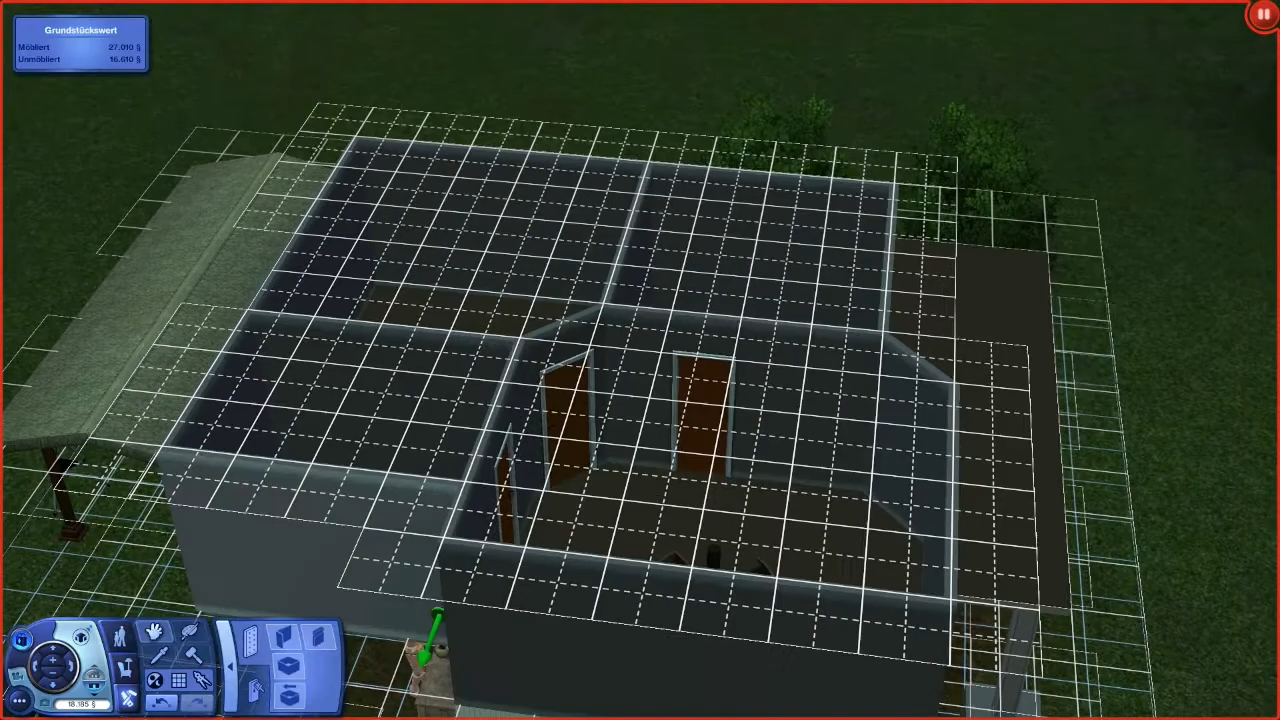 Grundstückswert
Möbliert 27.010 §
Unmöbliert 16.610 §
18.185 §